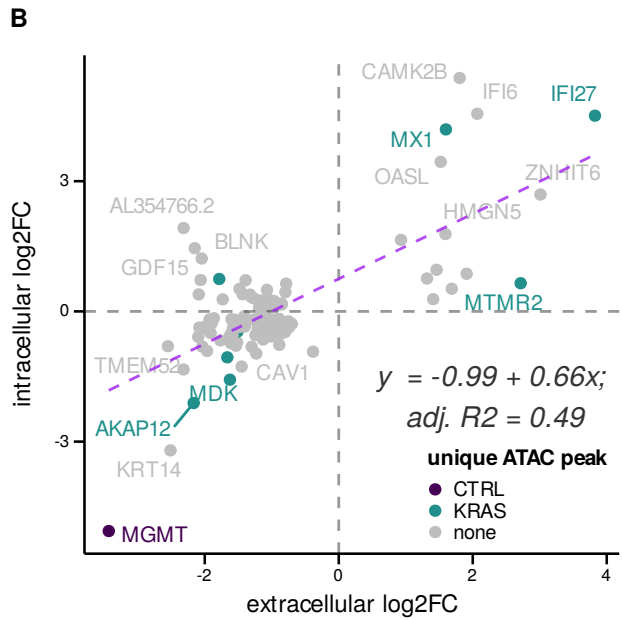 B
CAMK2B
IFI6
IFI27
MX1
OASL
ZNHIT6
3
AL354766.2
HMGN5
BLNK
GDF15
intracellular log2FC
0
MTMR2
TMEM52
CAV1
MDK
y = -0.99 + 0.66x;
adj. R2 = 0.49
AKAP12
-3
KRT14
unique ATAC peak
CTRL
KRAS
none
MGMT
-2
0
2
4
extracellular log2FC